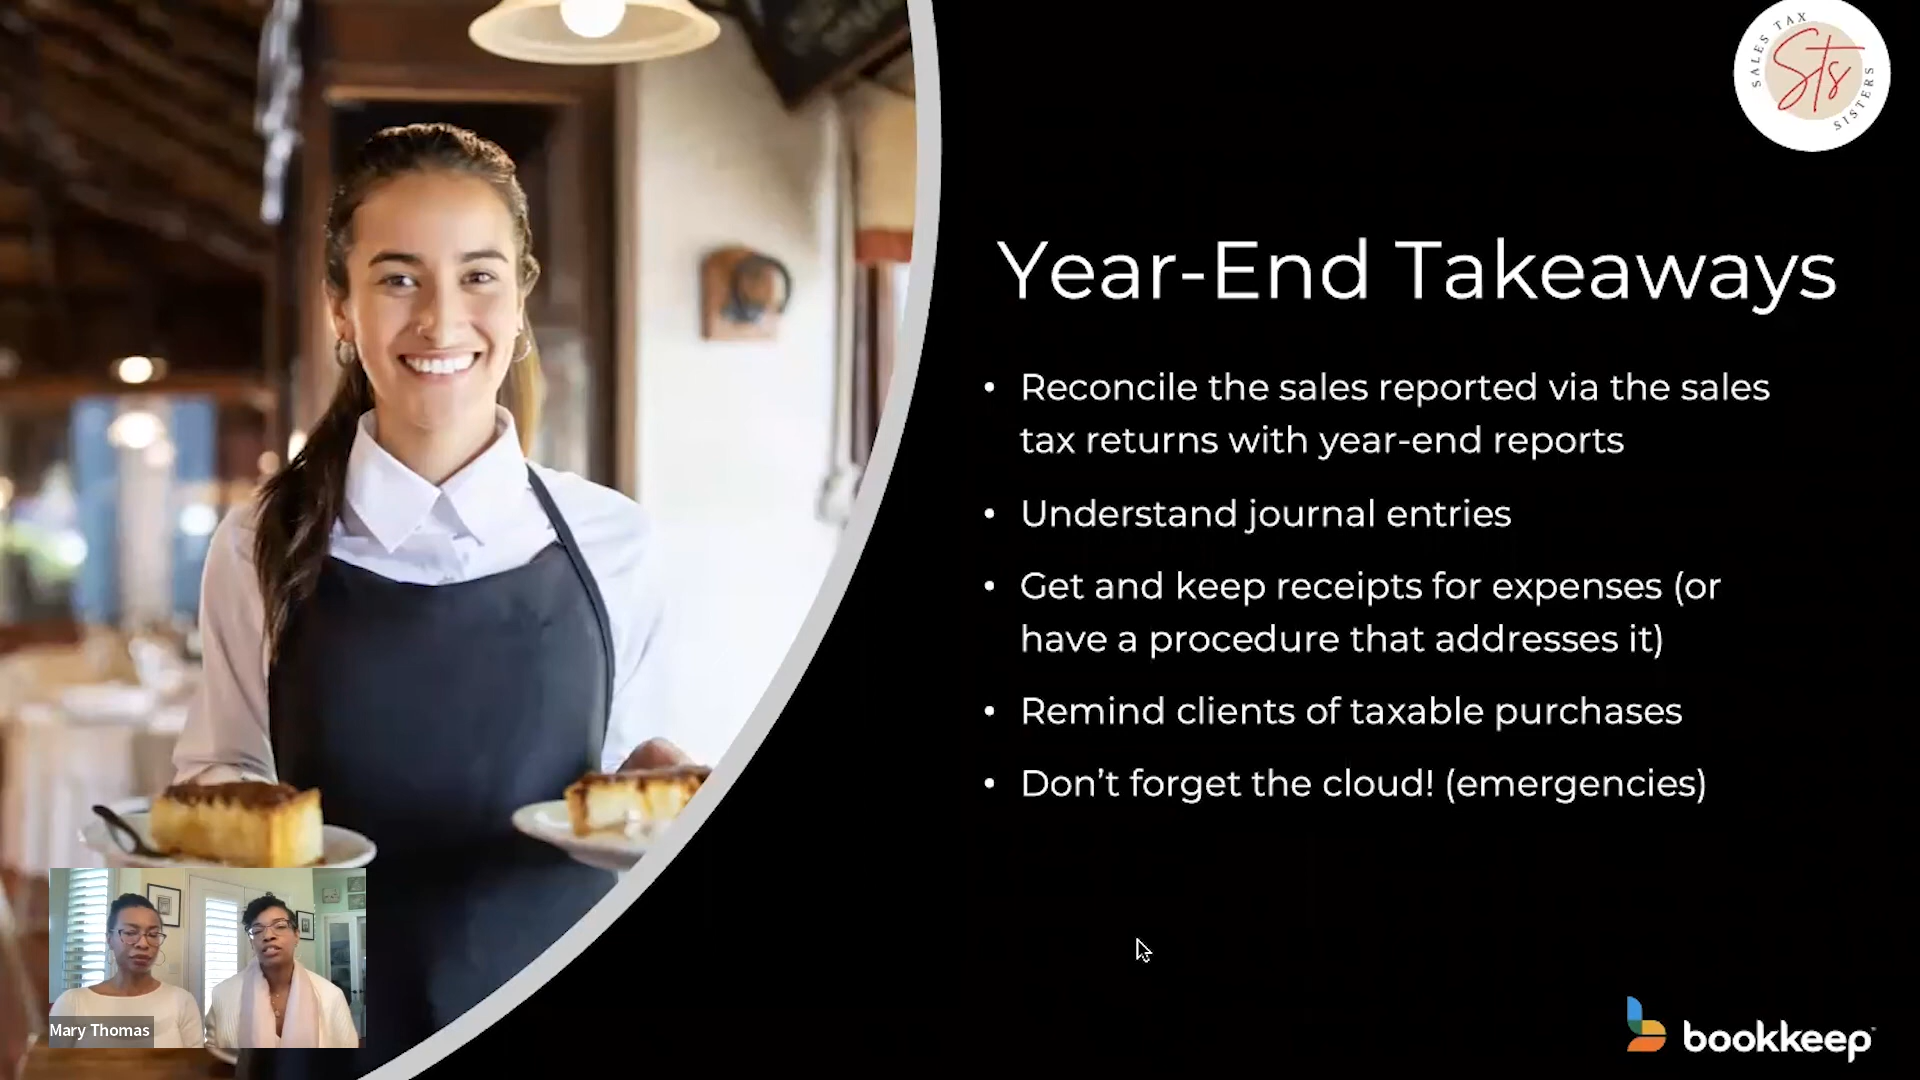 SALES TAX
Sts
SISTERS
Year-End Takeaways
• Reconcile the sales reported via the sales
tax returns with year-end reports
• Understand journal entries
• Get and keep receipts for expenses (or
have a procedure that addresses it)
• Remind clients of taxable purchases
• Don’t forget the cloud! (emergencies)
Mary Thomas
bookkeep